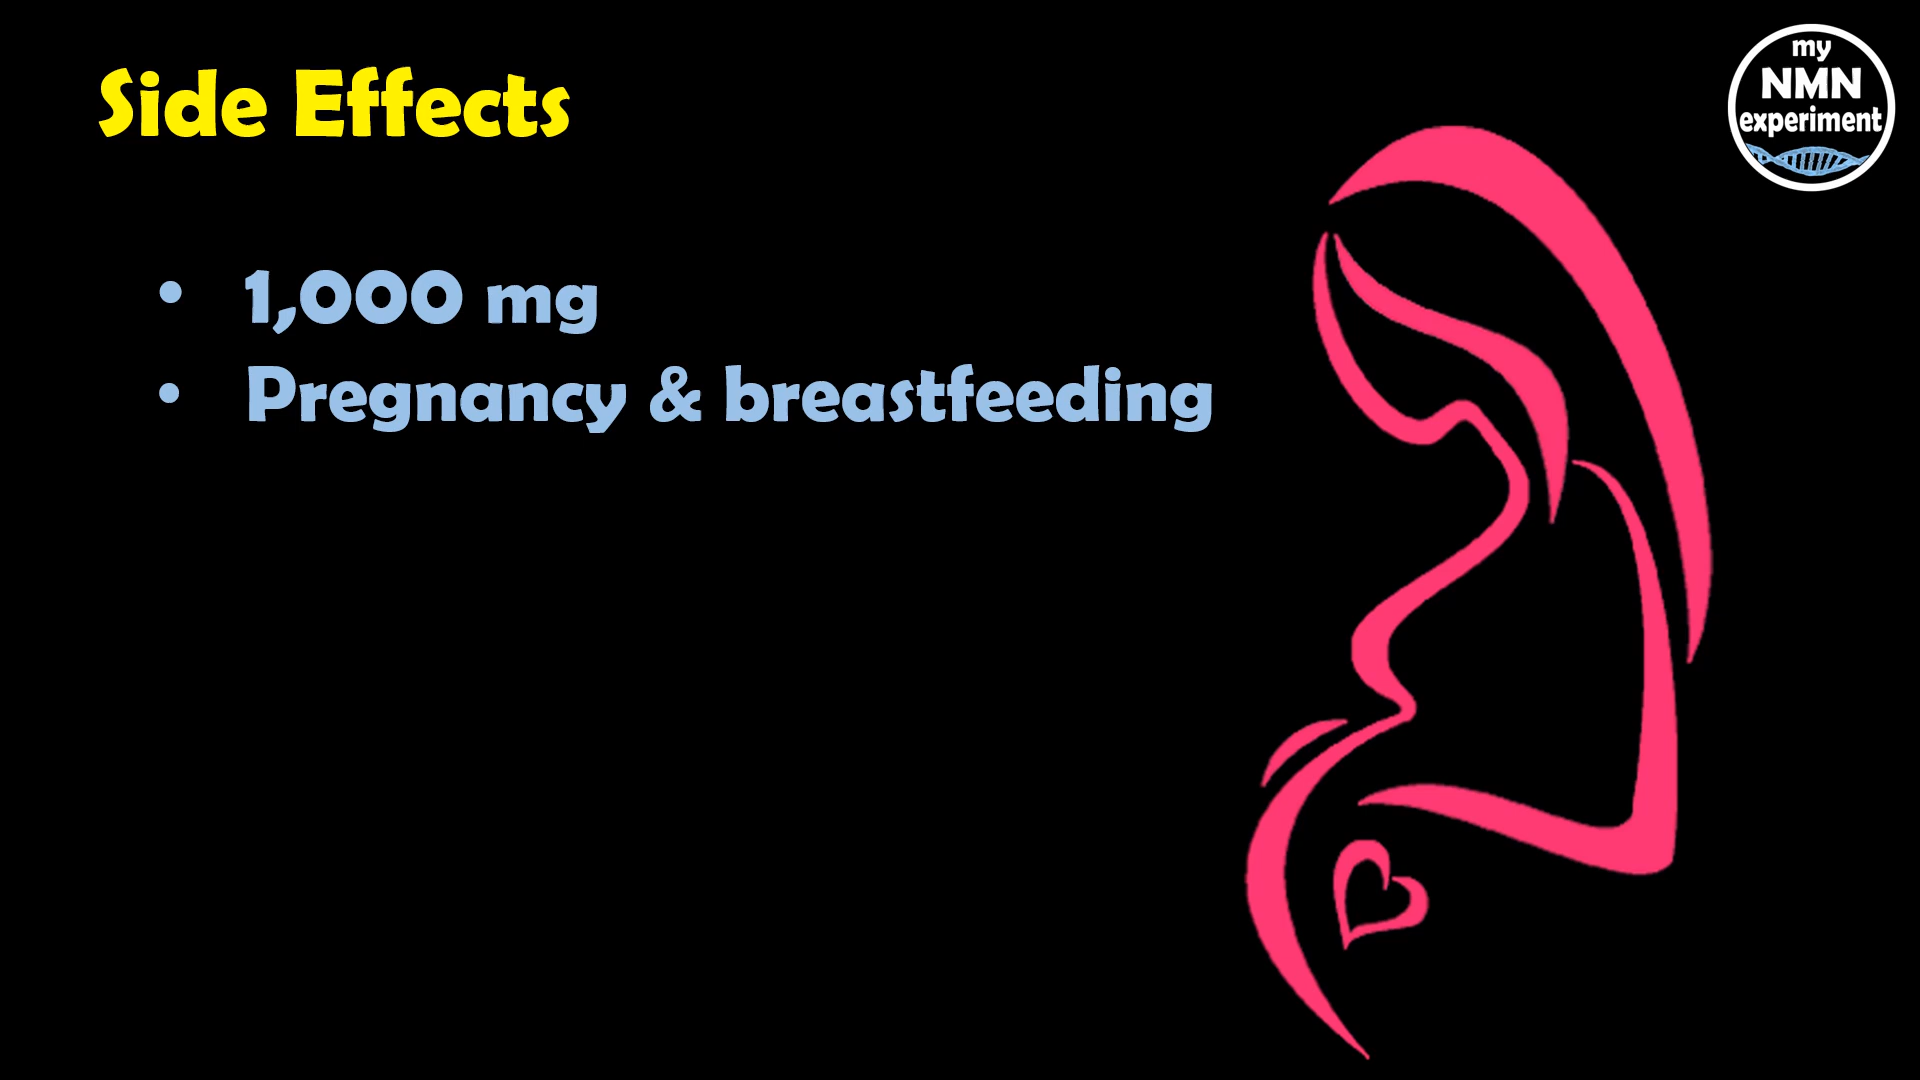 Side Effects
• 1,000 mg
• Pregnancy & breastfeeding
my
NMN
experiment